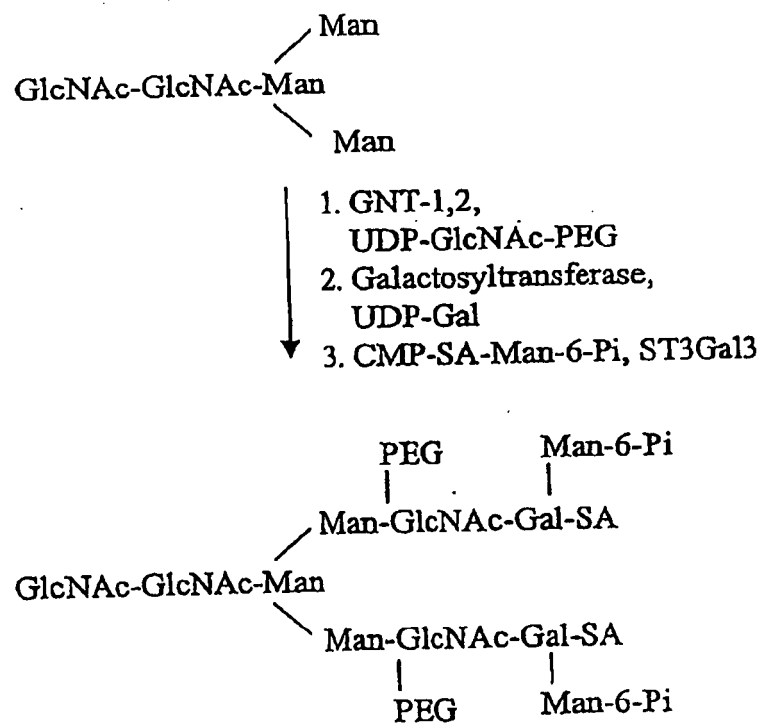 Man
GlcNAc-GlcNAc-Man
Man
1. GNT-1,2,
UDP-GlcNAc-PEG
2. Galactosyltransferase,
UDP-Gal
3. CMP-SA-Man-6-Pi, ST3Gal3
PEG Man-6-Pi
Man-GlcNAc-Gal-SA
GlcNAc-GlcNAc-Man
Man-GlcNAc-Gal-SA
PEG Man-6-Pi